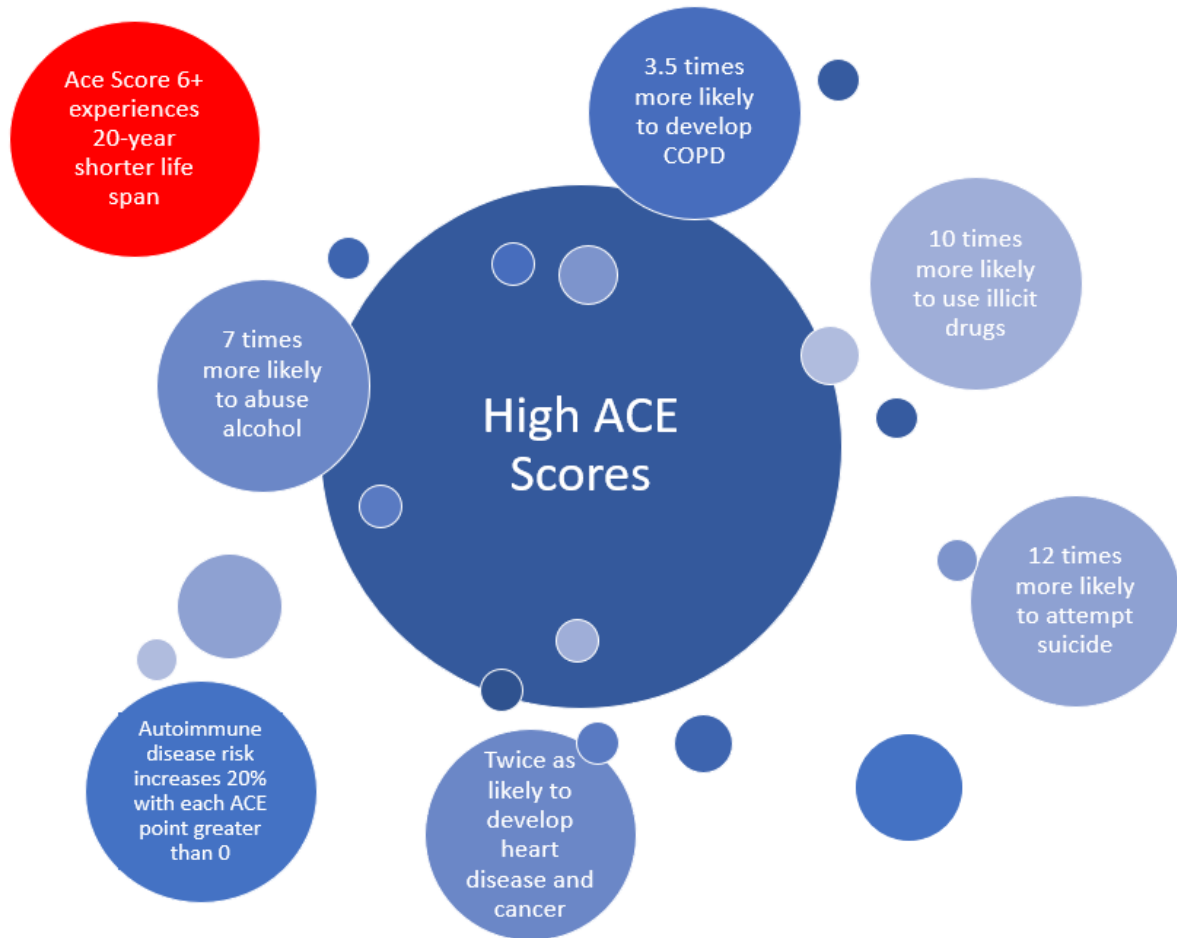 Ace Score 6+
experiences
20-year
shorter life
span
3.5 times
more likely
to develop
COPD
10 times
more likely
to use illicit
drugs
7 times
more likely
to abuse
alcohol
High ACE
Scores
12 times
more likely
to attempt
suicide
Autoimmune
disease risk
increases 20%
with each ACE
point greater
than 0
Twice as
likely to
develop
heart
disease and
cancer